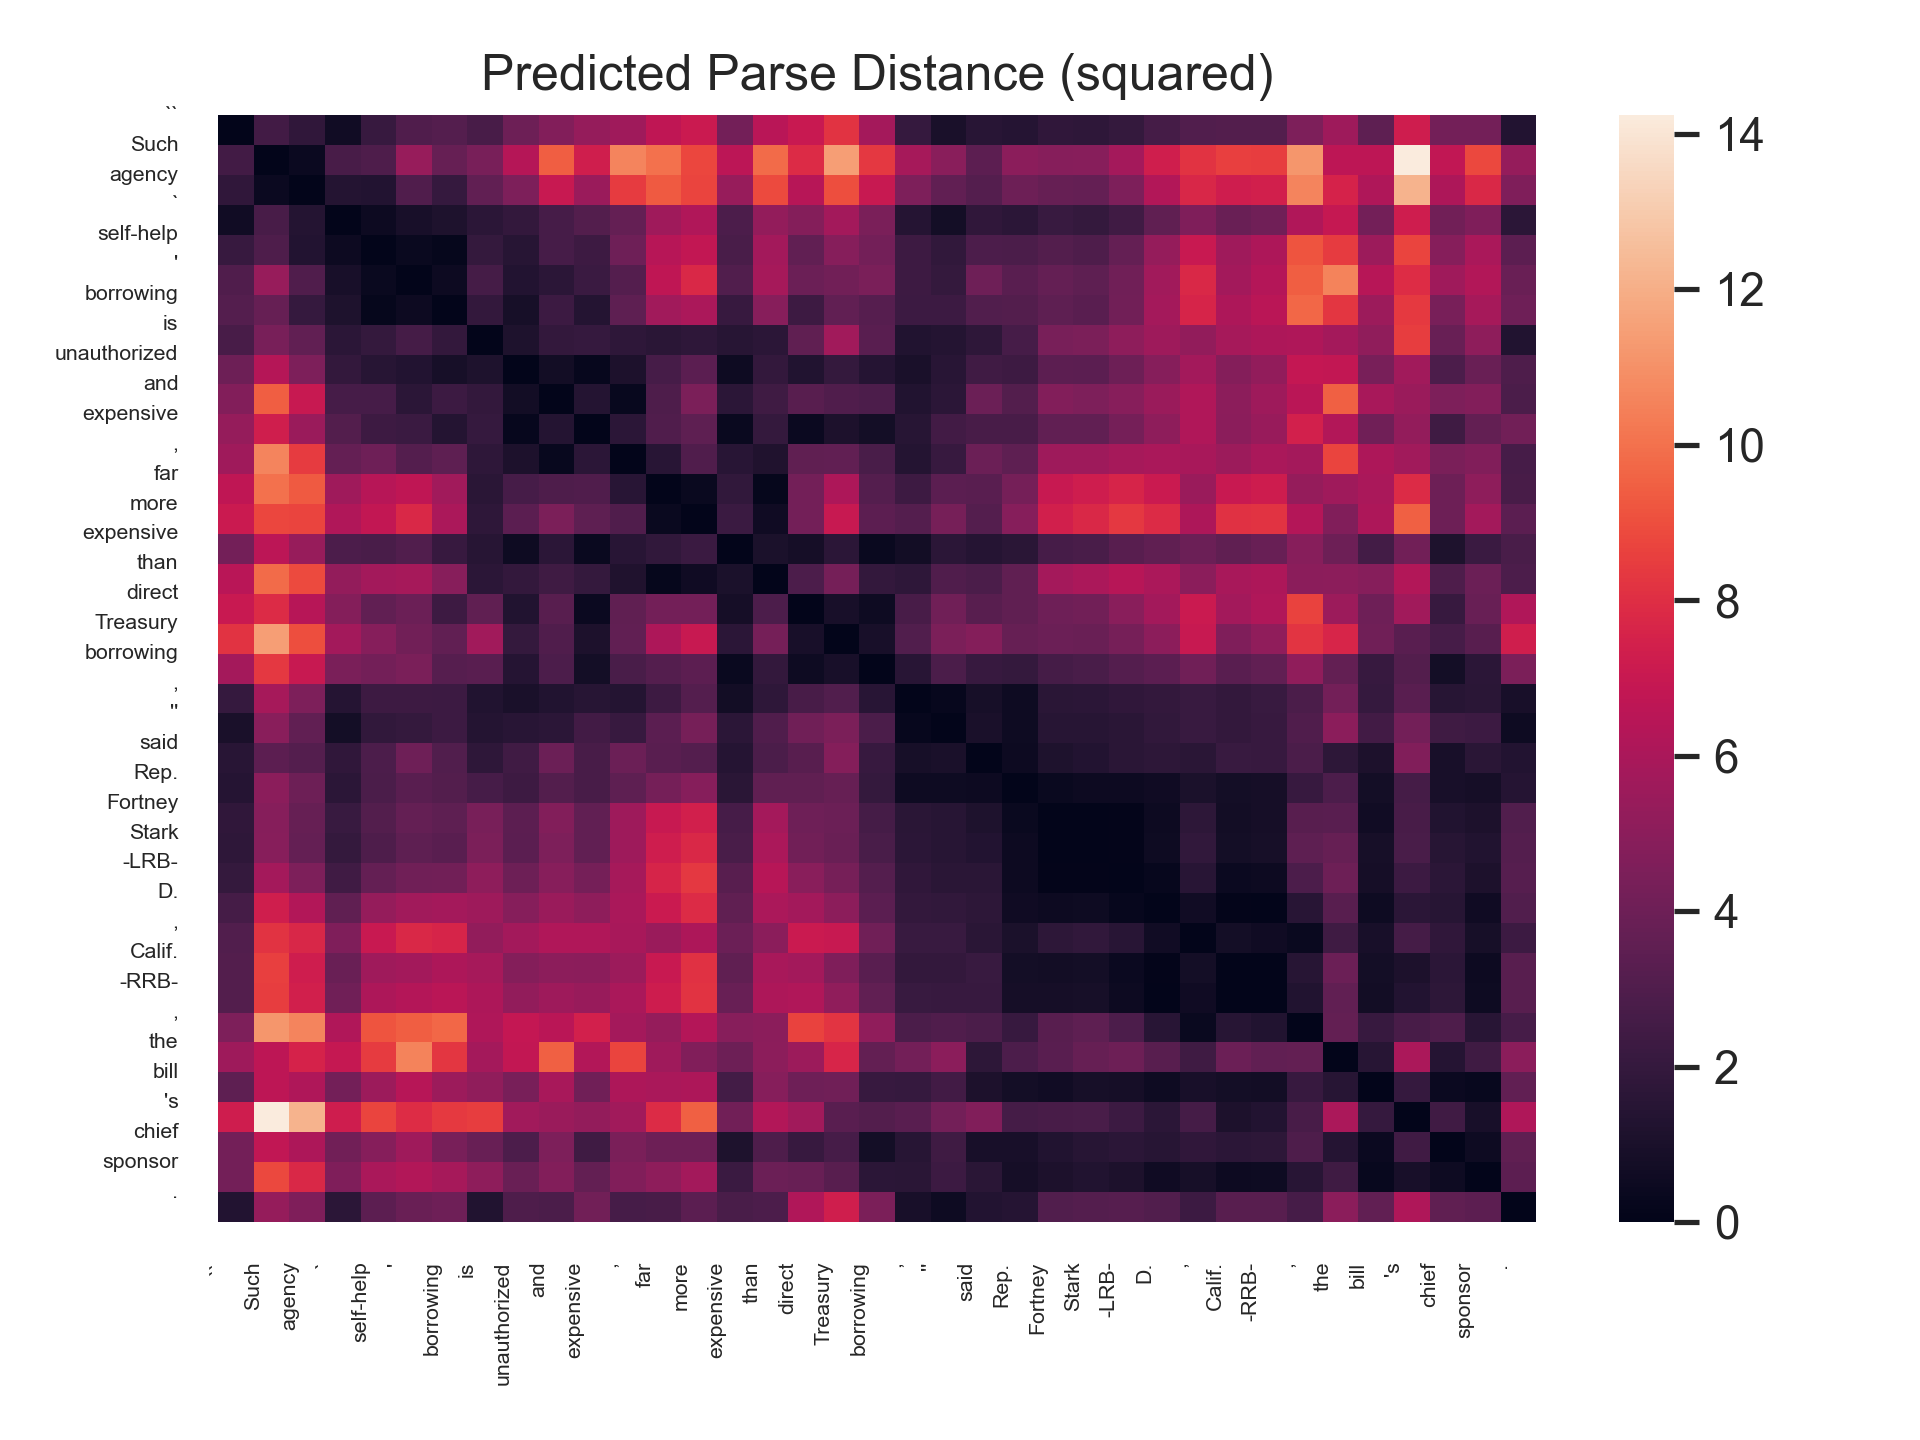 Predicted Parse Distance (squared)
``
Such
agency
`
self-help
'
borrowing
is
unauthorized
and
expensive
,
far
more
expensive
than
direct
Treasury
borrowing
,
''
said
Rep.
Fortney
Stark
-LRB-
D.
,
Calif.
-RRB-
,
the
bill
's
chief
sponsor
.
14
12
10
8
6
4
2
0
`` Such agency ` self-help ' borrowing is unauthorized and expensive , far more expensive than direct Treasury borrowing , '' said Rep. Fortney Stark -LRB- D. , Calif. -RRB- , the bill 's chief sponsor .